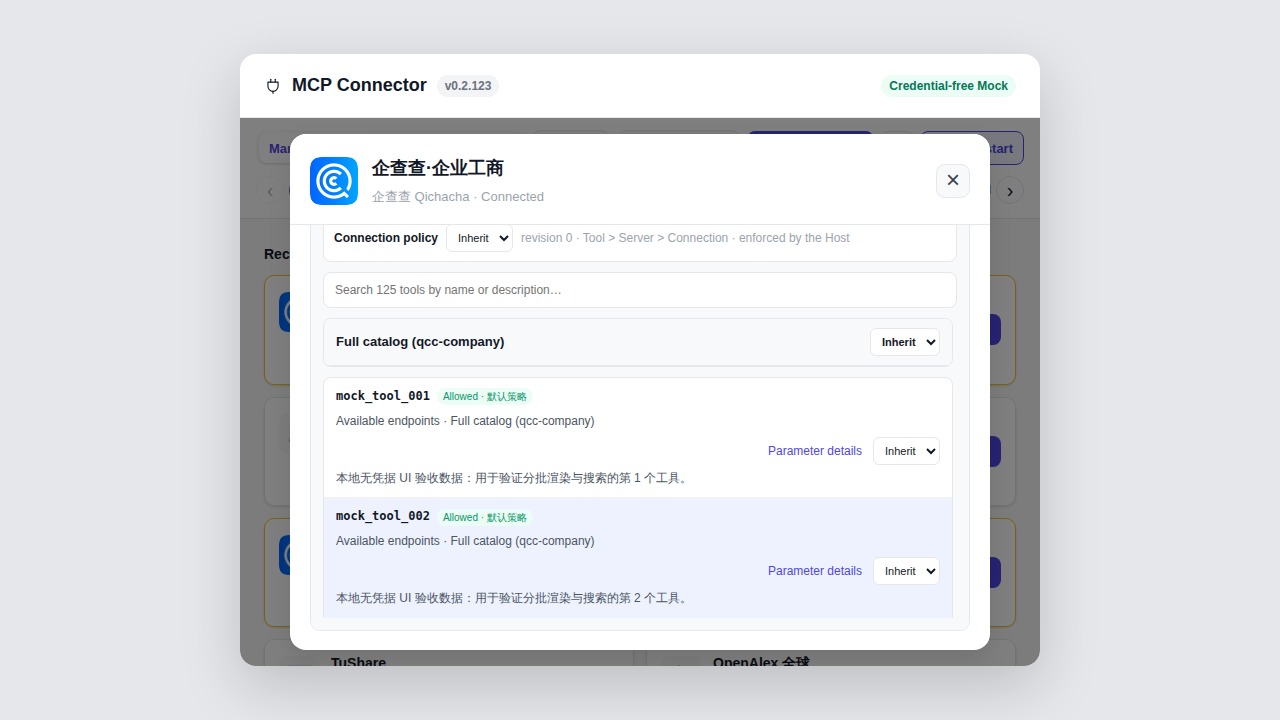 MCP Connector
v0.2.123
Credential-free Mock
企查查·企业工商
企查查 Qichacha · Connected
Connection policy
Inherit
revision 0 · Tool > Server > Connection · enforced by the Host
Search 125 tools by name or description…
Full catalog (qcc-company)
Inherit
mock_tool_001
Allowed · 默认策略
Available endpoints · Full catalog (qcc-company)
Parameter details
Inherit
本地无凭据 UI 验收数据：用于验证分批渲染与搜索的第 1 个工具。
mock_tool_002
Allowed · 默认策略
Available endpoints · Full catalog (qcc-company)
Parameter details
Inherit
本地无凭据 UI 验收数据：用于验证分批渲染与搜索的第 2 个工具。
TuShare
OpenAlex 全球